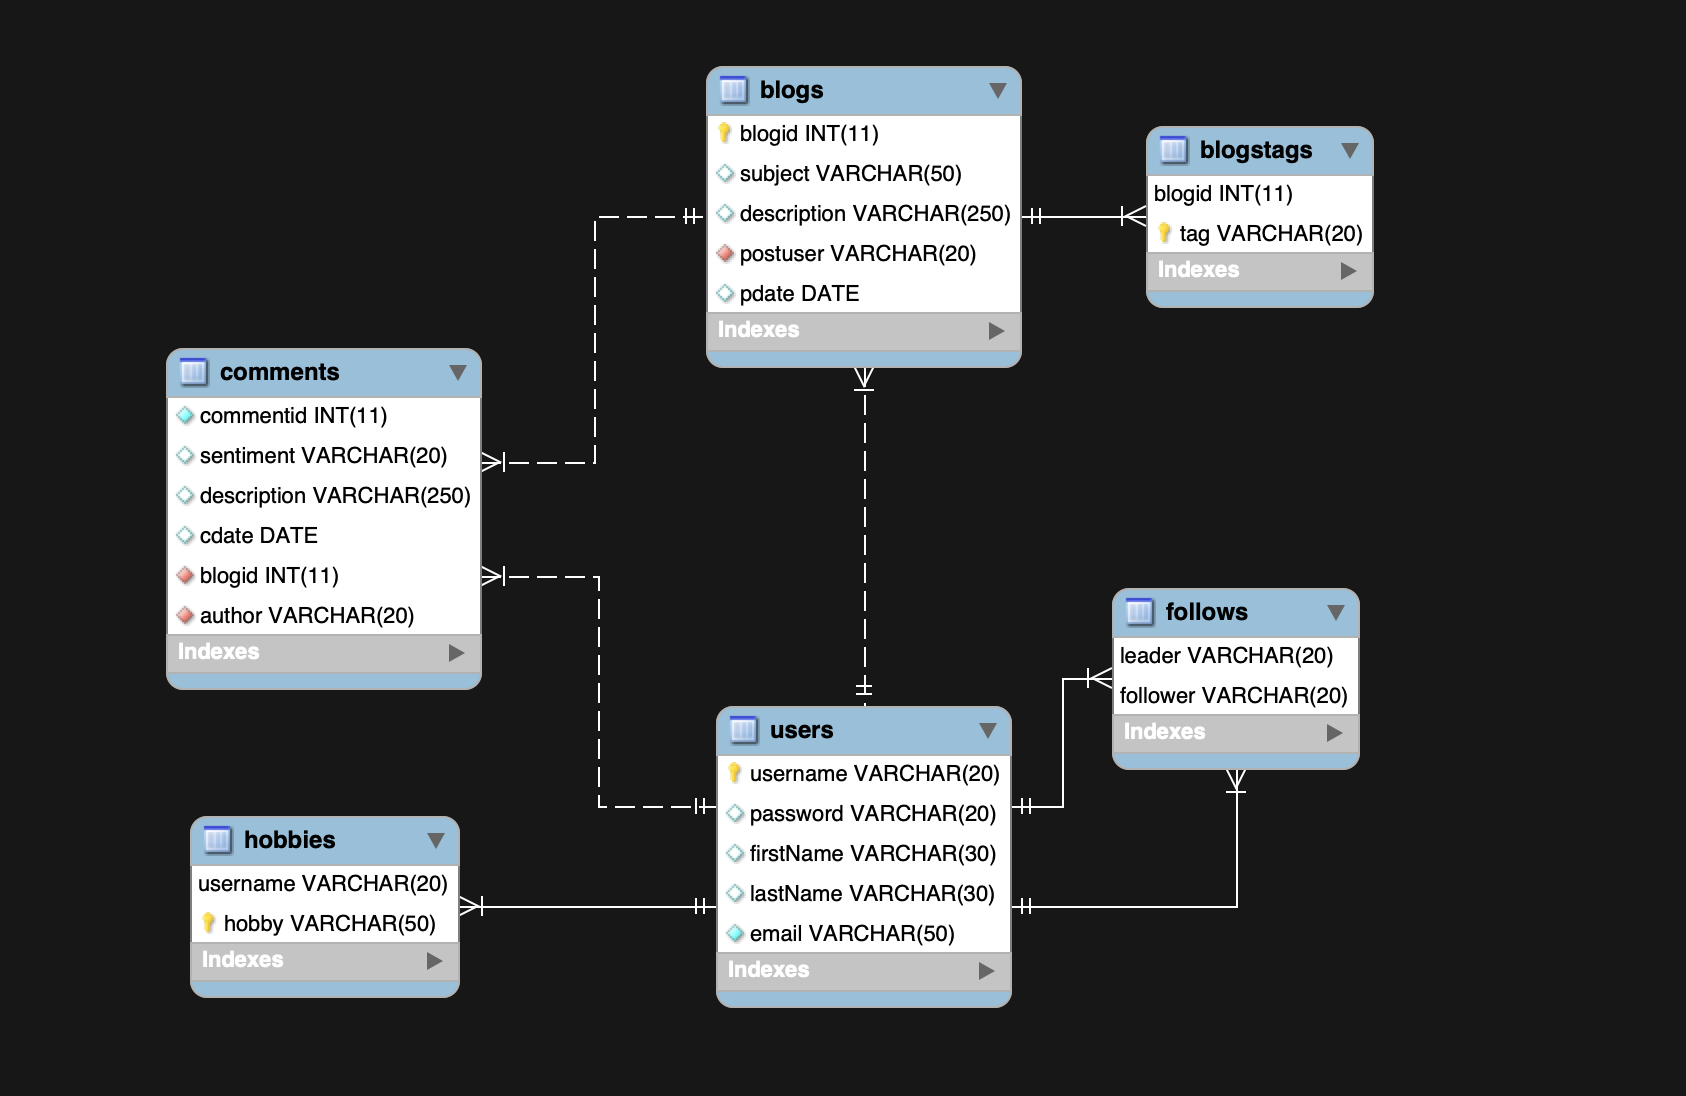 blogs
blogid INT(11)
subject VARCHAR(50)
description VARCHAR(250)
postuser VARCHAR(20)
pdate DATE
Indexes
blogstags
blogid INT(11)
tag VARCHAR(20)
Indexes
comments
commentid INT(11)
sentiment VARCHAR(20)
description VARCHAR(250)
cdate DATE
blogid INT(11)
author VARCHAR(20)
Indexes
follows
leader VARCHAR(20)
follower VARCHAR(20)
Indexes
users
username VARCHAR(20)
password VARCHAR(20)
firstName VARCHAR(30)
lastName VARCHAR(30)
email VARCHAR(50)
Indexes
hobbies
username VARCHAR(20)
hobby VARCHAR(50)
Indexes